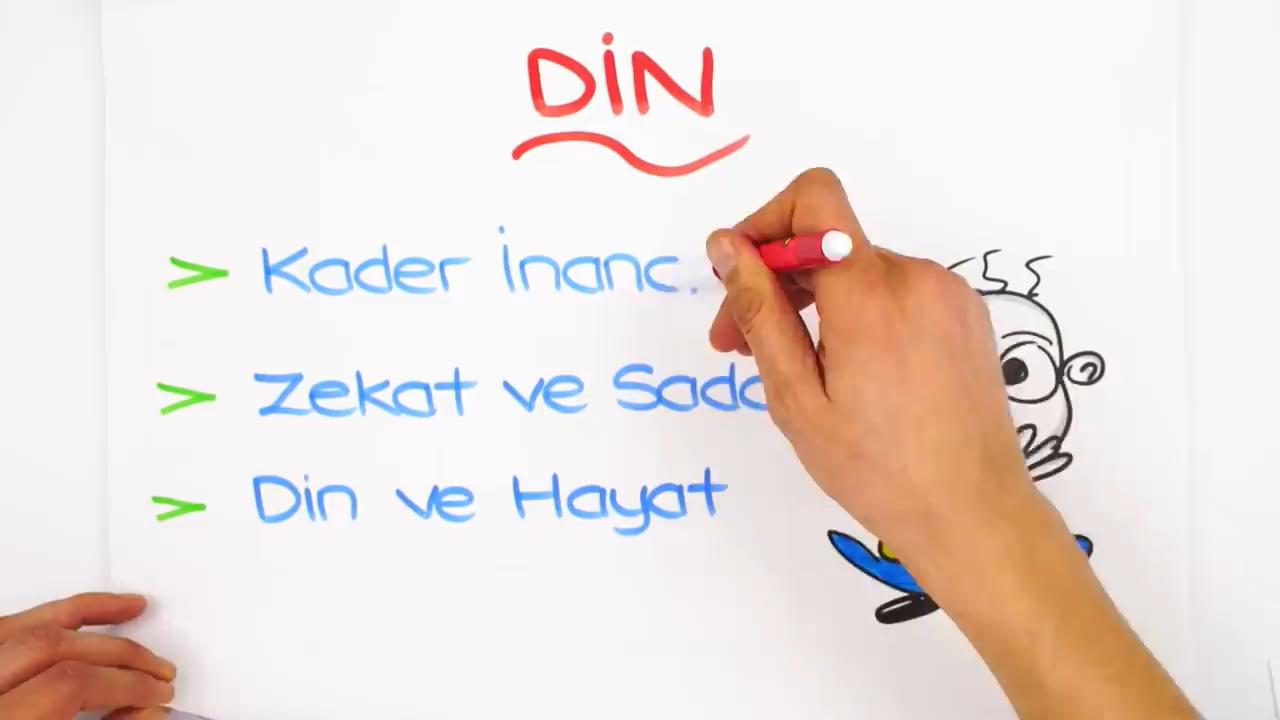 DİN
> Kader İnanc
> Zekat ve
> Din ve Hayat